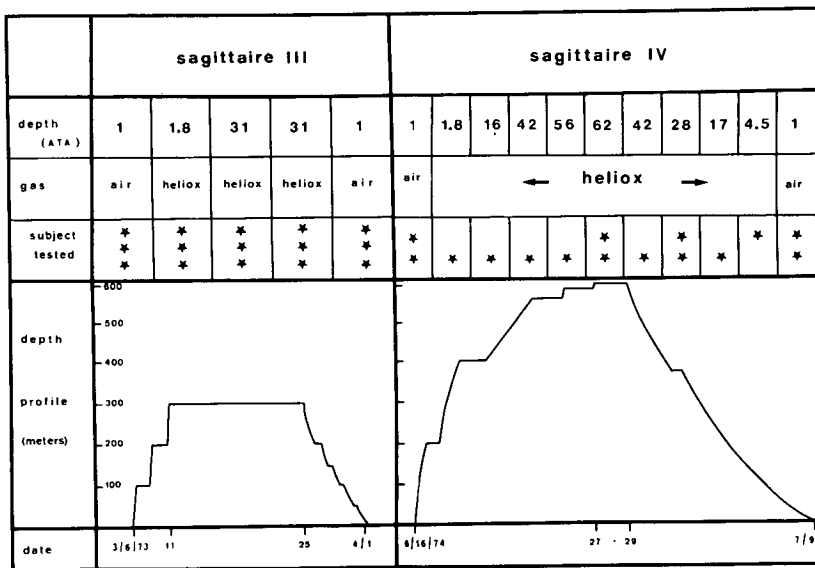 sagittaire III sagittaire IV
depth (ATA) 1 1.8 31 31 1 1 1.8 16 42 56 62 42 28 17 4.5 1
gas air heliox heliox heliox air air ← heliox → air
subject tested
600
depth
500
400
profile
300
(meters)
200
100
date 3/6/73 11 25 4/1 6/16/74 27 - 29 7/9